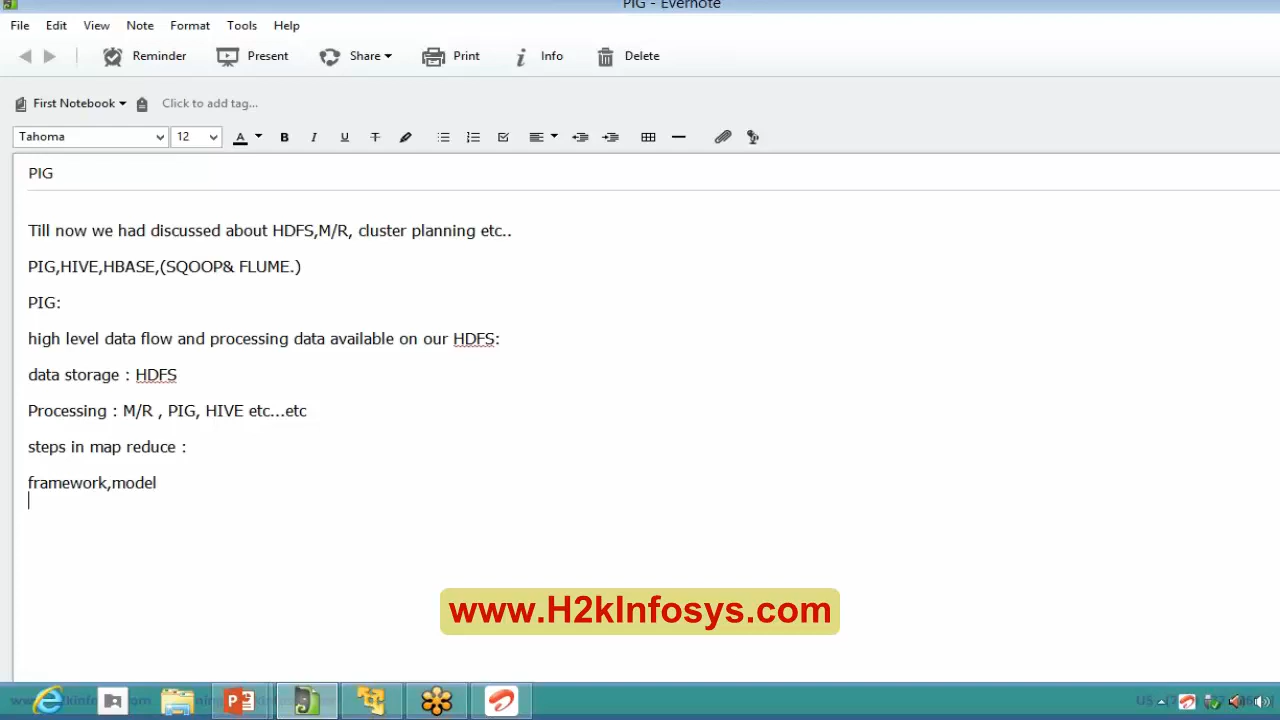 PIG - Evernote
File Edit View Note Format Tools Help
Reminder Present Share Print Info Delete
First Notebook Click to add tag...
Tahoma 12 A B I U T
PIG
Till now we had discussed about HDFS,M/R, cluster planning etc..
PIG,HIVE,HBASE,(SQOOP& FLUME.)
PIG:
high level data flow and processing data available on our HDFS:
data storage : HDFS
Processing : M/R , PIG, HIVE etc...etc
steps in map reduce :
framework,model
www.H2kInfosys.com